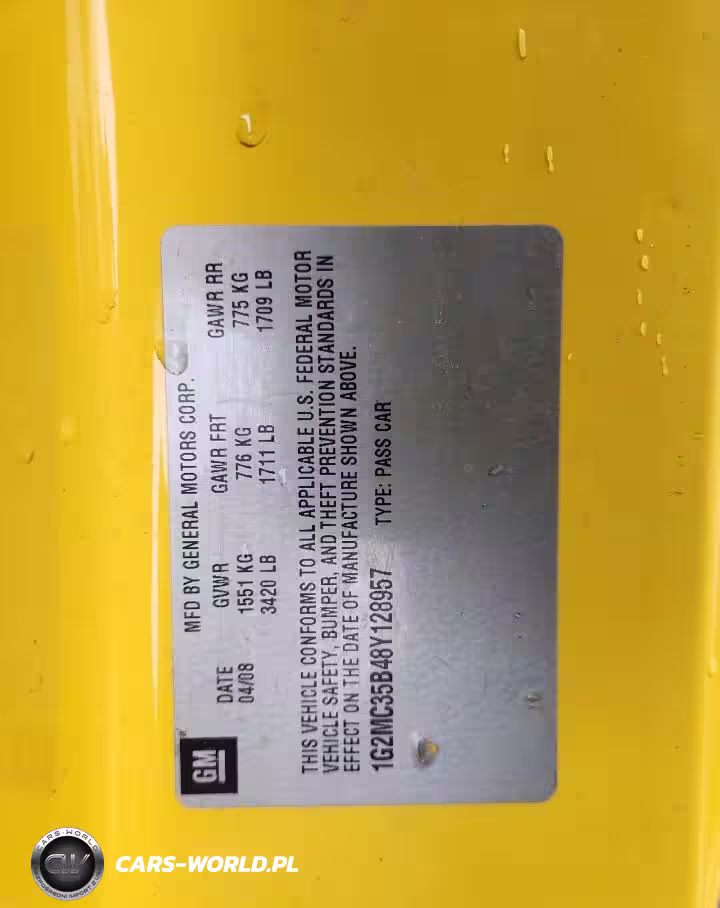 GM
MFD BY GENERAL MOTORS CORP.
DATE GVWR GAWR FRT GAWR RR
04/08 1551 KG 776 KG 775 KG
3420 LB 1711 LB 1709 LB
THIS VEHICLE CONFORMS TO ALL APPLICABLE U.S. FEDERAL MOTOR
VEHICLE SAFETY, BUMPER, AND THEFT PREVENTION STANDARDS IN
EFFECT ON THE DATE OF MANUFACTURE SHOWN ABOVE.
1G2MC35B48Y128957 TYPE: PASS CAR
CARS-WORLD
CW
CARS-WORLD.PL